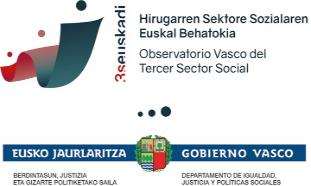 3seuskadi
Hirugarren Sektore Sozialaren
Euskal Behatokia
Observatorio Vasco del
Tercer Sector Social
EUSKO JAURLARITZA
GOBIERNO VASCO
BERDINTASUN, JUSTIZIA
ETA GIZARTE POLITIKETAKO SAILA
DEPARTAMENTO DE IGUALDAD,
JUSTICIA Y POLÍTICAS SOCIALES